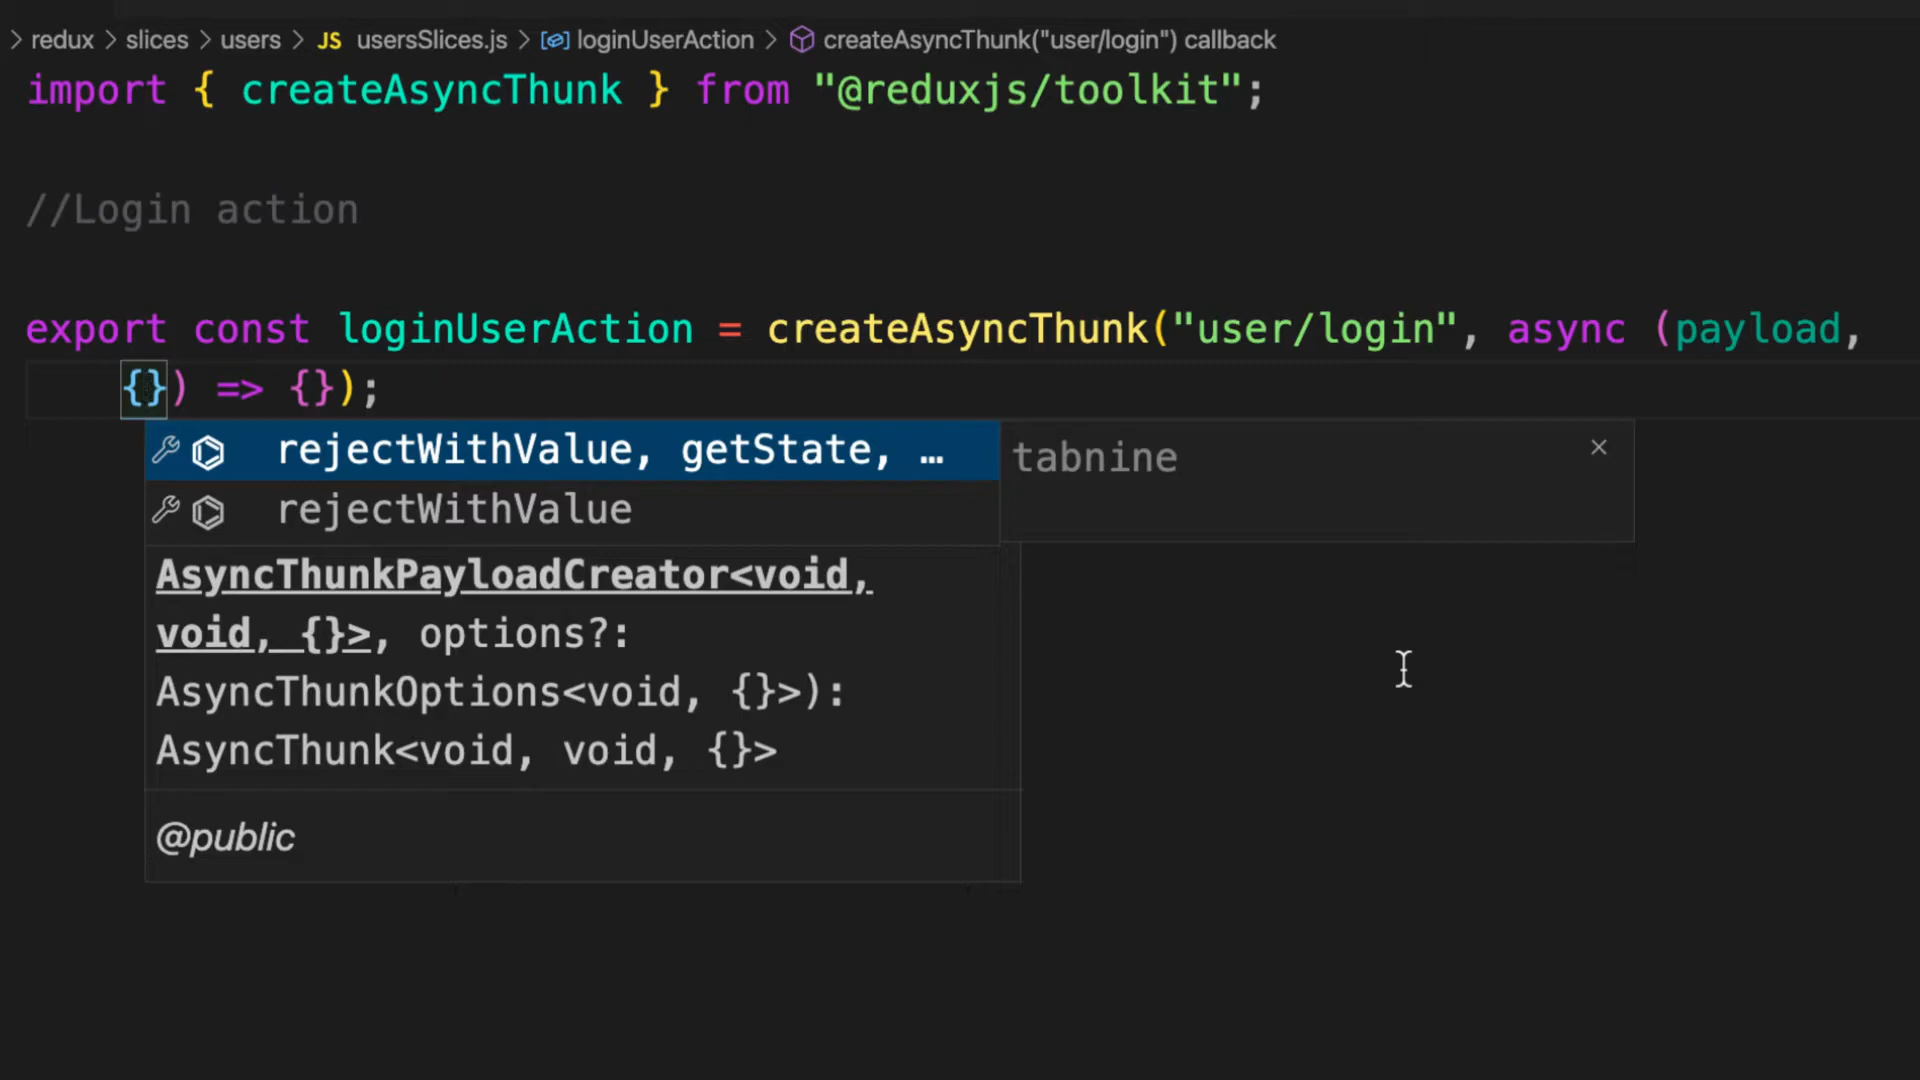 redux > slices > users > JS usersSlices.js > loginUserAction > createAsyncThunk("user/login") callback
import { createAsyncThunk } from "@reduxjs/toolkit";
//Login action
export const loginUserAction = createAsyncThunk("user/login", async (payload,
{}) => {});
rejectWithValue, getState, …
tabnine
rejectWithValue
AsyncThunkPayloadCreator<void,
void, {}>, options?:
AsyncThunkOptions<void, {}>):
AsyncThunk<void, void, {}>
@public